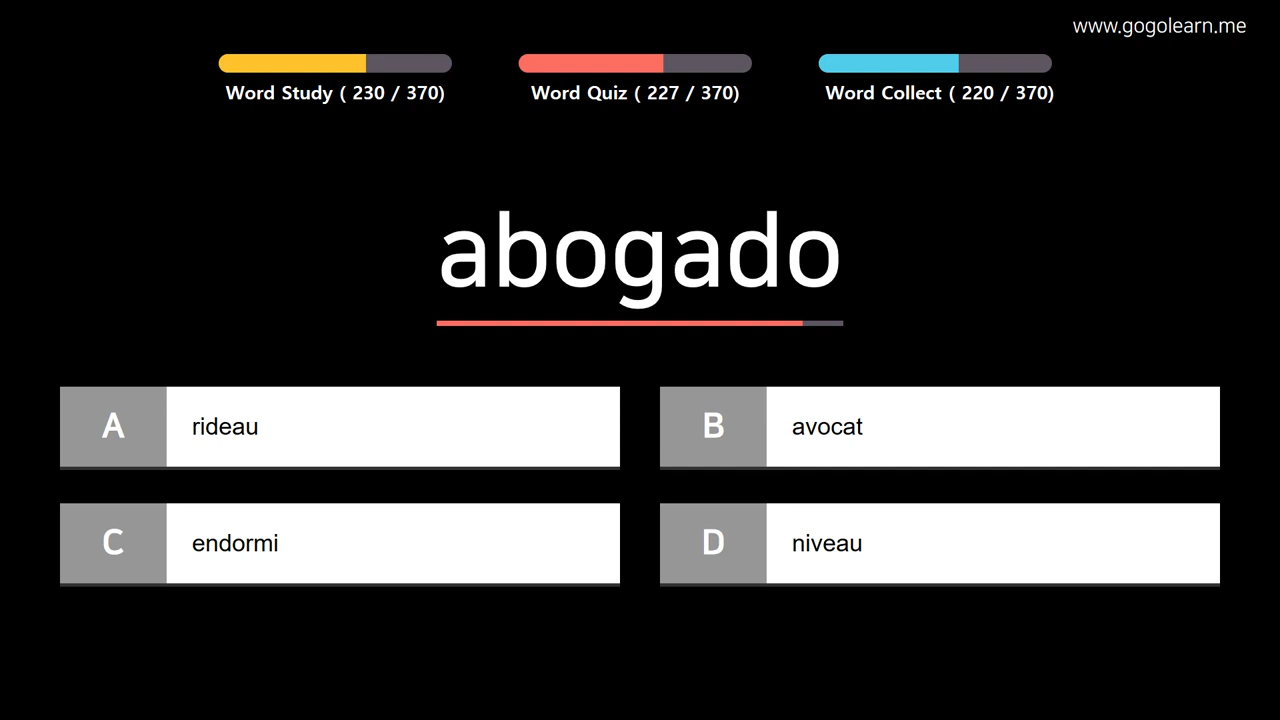 www.gogolearn.me
Word Study ( 230 / 370)
Word Quiz ( 227 / 370)
Word Collect ( 220 / 370)
abogado
A rideau
B avocat
C endormi
D niveau